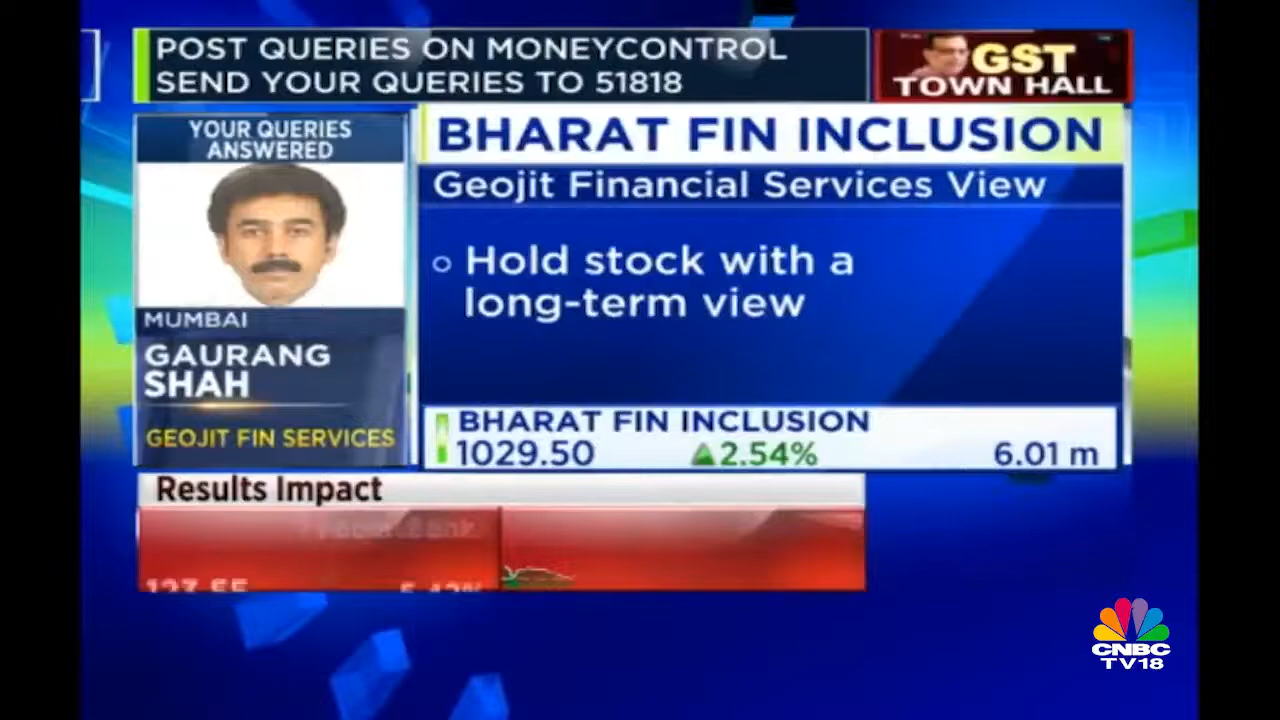 POST QUERIES ON MONEYCONTROL
SEND YOUR QUERIES TO 51818
GST
TOWN HALL
YOUR QUERIES
ANSWERED
MUMBAI
GAURANG
SHAH
GEOJIT FIN SERVICES
BHARAT FIN INCLUSION
Geojit Financial Services View
Hold stock with a
long-term view
BHARAT FIN INCLUSION
1029.50 2.54% 6.01 m
Results Impact
CNBC
TV18